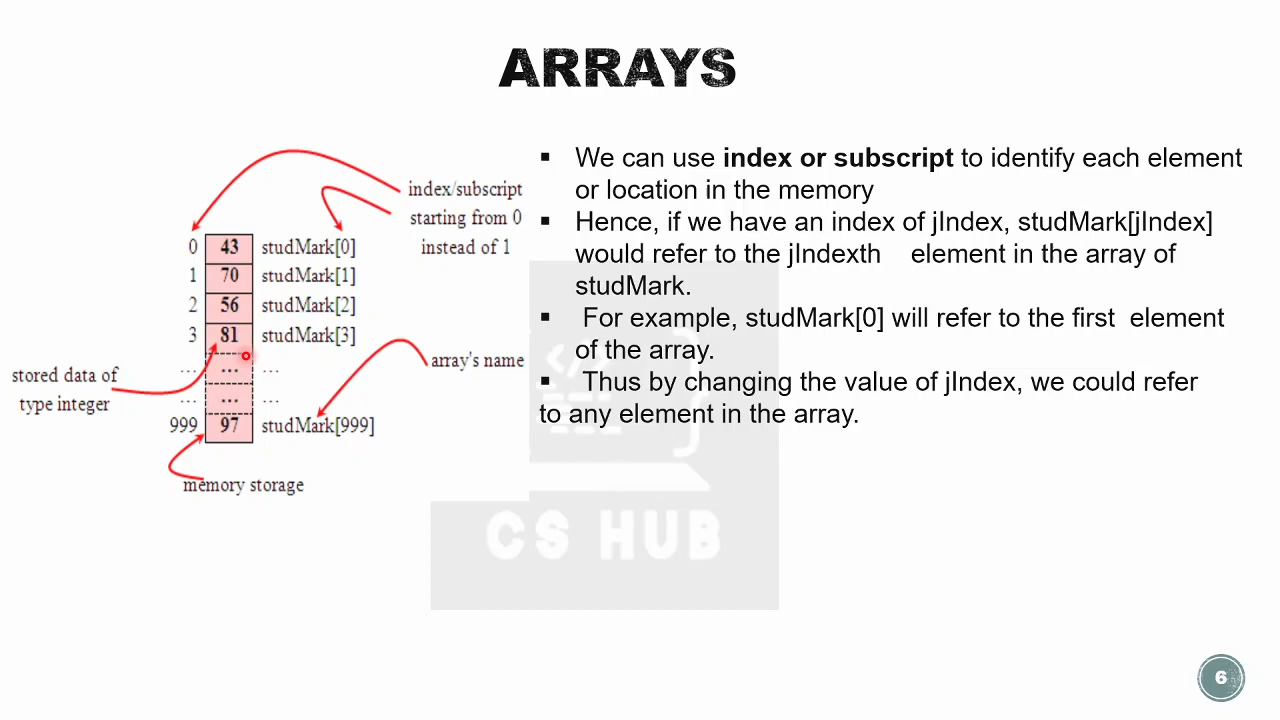 ARRAYS
index/subscript
starting from 0
instead of 1
0 43 studMark[0]
1 70 studMark[1]
2 56 studMark[2]
3 81 studMark[3]
... ... ...
... ... ...
999 97 studMark[999]
array's name
stored data of
type integer
memory storage
▪ We can use index or subscript to identify each element
or location in the memory
▪ Hence, if we have an index of jIndex, studMark[jIndex]
would refer to the jIndexth element in the array of
studMark.
▪ For example, studMark[0] will refer to the first element
of the array.
▪ Thus by changing the value of jIndex, we could refer
to any element in the array.
CS HUB
6